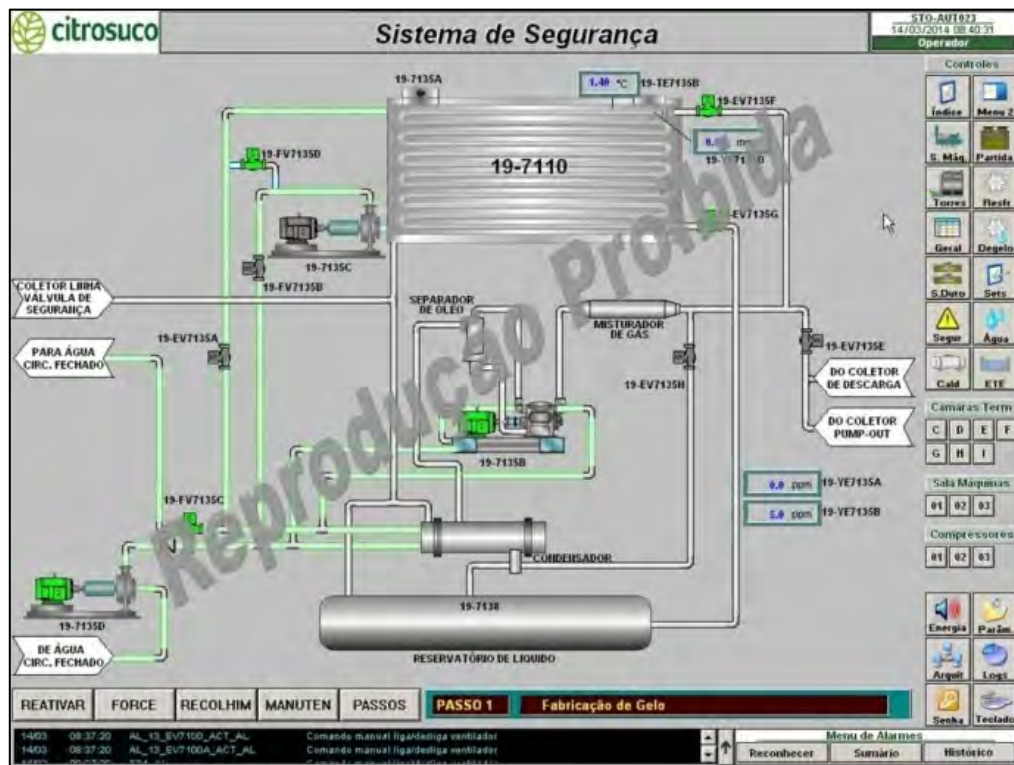 citrosuco
Sistema de Segurança
STO-AUT023
14/03/2014 08:40:31
Operador
Controles
Índice
Menu 2
S. Máq.
Partida
Torres
Resfr
Geral
Degelo
S.Duto
Sets
Segur
Água
Cald
ETE
Câmaras Term
C D E F
G H I
Sala Máquinas
01 02 03
Compressores
01 02 03
Energia
Parâm.
Arquit
Logs
Senha
Teclado
19-7135A
1.40 °C
19-TE7135B
19-EV7135F
19-FV7135D
19-7110
19-EV7135G
19-7135C
19-FV7135B
COLETOR LINHA
VÁLVULA DE
SEGURANÇA
SEPARADOR
DE ÓLEO
MISTURADOR
DE GÁS
19-EV7135A
PARA ÁGUA
CIRC. FECHADO
19-EV7135H
19-EV7135E
DO COLETOR
DE DESCARGA
DO COLETOR
PUMP-OUT
19-7135B
0.0 ppm
19-YE7135A
5.0 ppm
19-YE7135B
19-FV7135C
CONDENSADOR
19-7138
19-7135D
RESERVATÓRIO DE LIQUIDO
DE ÁGUA
CIRC. FECHADO
Reprodução Proibida
REATIVAR
FORCE
RECOLHIM
MANUTEN
PASSOS
PASSO 1
Fabricação de Gelo
14/03 08:37:20 AL_13_EV7100_ACT_AL Comando manual liga/desliga ventilador
14/03 08:37:20 AL_13_EV7100A_ACT_AL Comando manual liga/desliga ventilador
Menu de Alarmes
Reconhecer
Sumário
Histórico